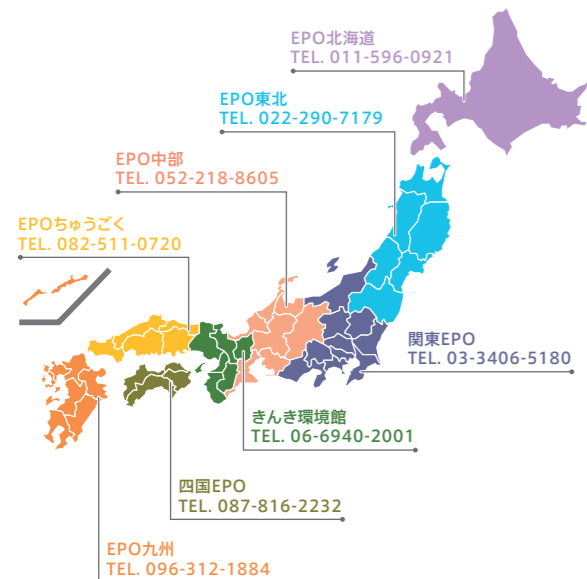 EPO北海道
TEL. 011-596-0921
EPO東北
TEL. 022-290-7179
EPO中部
TEL. 052-218-8605
EPOちゅうごく
TEL. 082-511-0720
関東EPO
TEL. 03-3406-5180
きんき環境館
TEL. 06-6940-2001
四国EPO
TEL. 087-816-2232
EPO九州
TEL. 096-312-1884